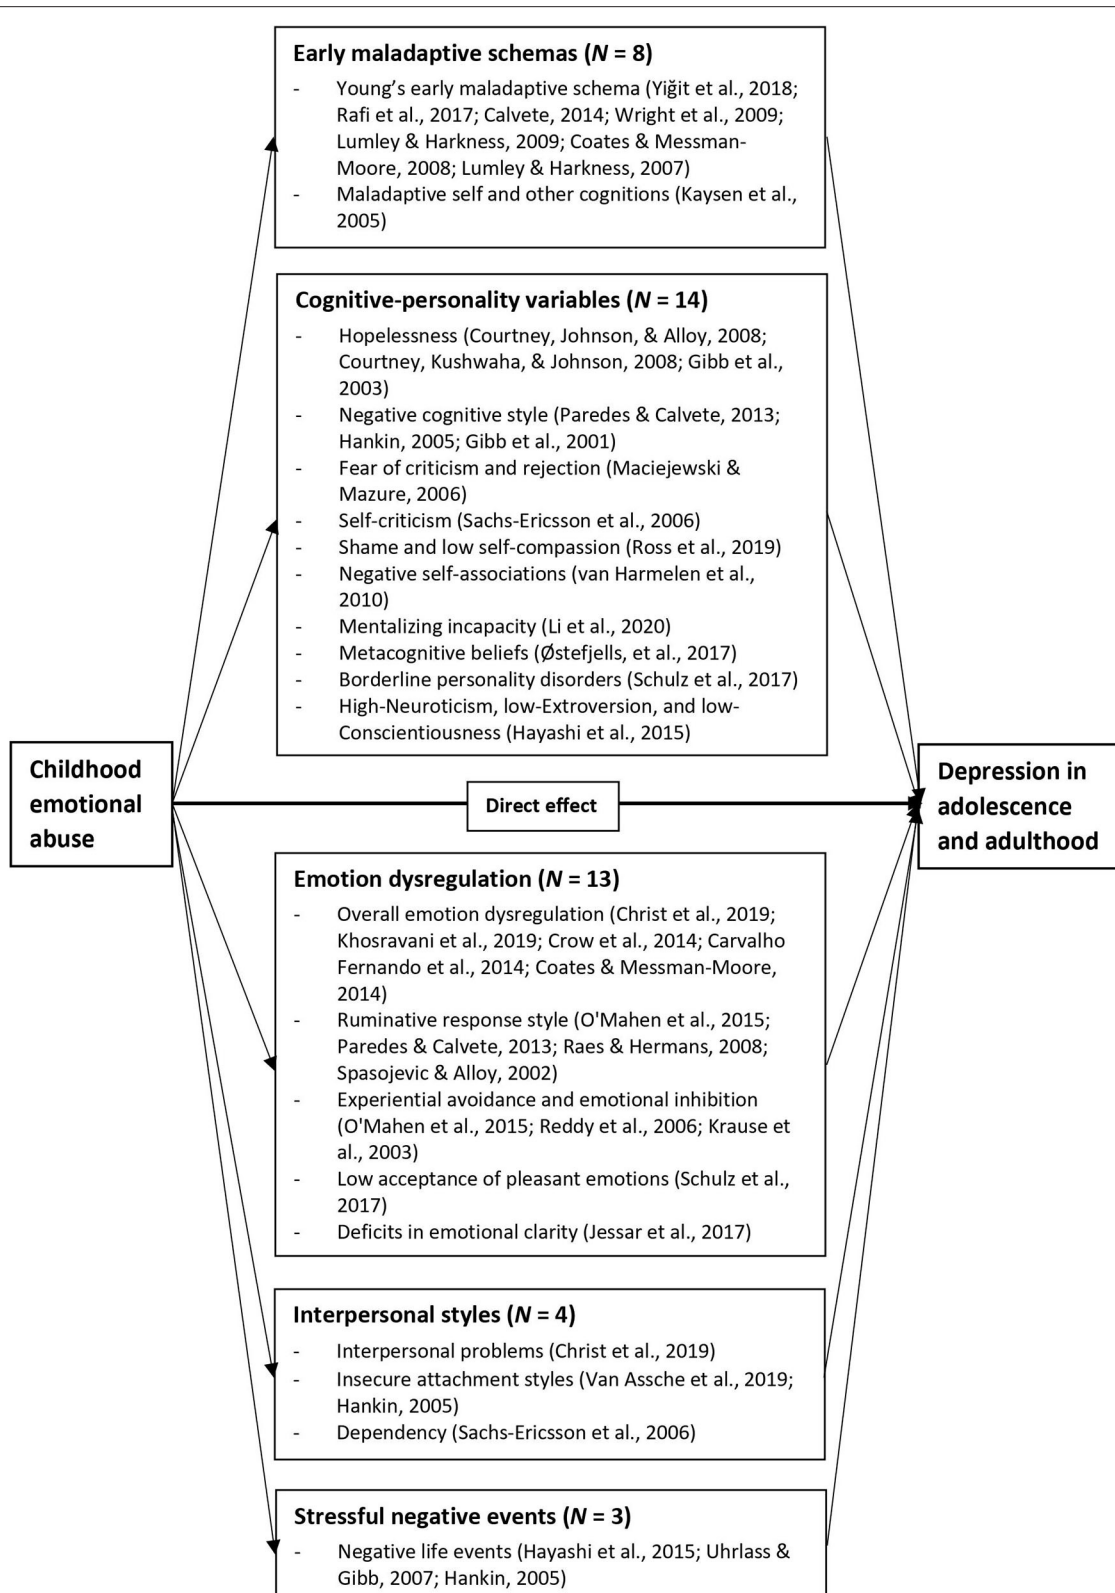 Early maladaptive schemas (N = 8)
- Young's early maladaptive schema (Yiğit et al., 2018;
Rafi et al., 2017; Calvete, 2014; Wright et al., 2009;
Lumley & Harkness, 2009; Coates & Messman-
Moore, 2008; Lumley & Harkness, 2007)
- Maladaptive self and other cognitions (Kaysen et al.,
2005)
Cognitive-personality variables (N = 14)
- Hopelessness (Courtney, Johnson, & Alloy, 2008;
Courtney, Kushwaha, & Johnson, 2008; Gibb et al.,
2003)
- Negative cognitive style (Paredes & Calvete, 2013;
Hankin, 2005; Gibb et al., 2001)
- Fear of criticism and rejection (Maciejewski &
Mazure, 2006)
- Self-criticism (Sachs-Ericsson et al., 2006)
- Shame and low self-compassion (Ross et al., 2019)
- Negative self-associations (van Harmelen et al.,
2010)
- Mentalizing incapacity (Li et al., 2020)
- Metacognitive beliefs (Østefjells, et al., 2017)
- Borderline personality disorders (Schulz et al., 2017)
- High-Neuroticism, low-Extroversion, and low-
Conscientiousness (Hayashi et al., 2015)
Childhood
emotional
abuse
Direct effect
Depression in
adolescence
and adulthood
Emotion dysregulation (N = 13)
- Overall emotion dysregulation (Christ et al., 2019;
Khosravani et al., 2019; Crow et al., 2014; Carvalho
Fernando et al., 2014; Coates & Messman-Moore,
2014)
- Ruminative response style (O'Mahen et al., 2015;
Paredes & Calvete, 2013; Raes & Hermans, 2008;
Spasojevic & Alloy, 2002)
- Experiential avoidance and emotional inhibition
(O'Mahen et al., 2015; Reddy et al., 2006; Krause et
al., 2003)
- Low acceptance of pleasant emotions (Schulz et al.,
2017)
- Deficits in emotional clarity (Jessar et al., 2017)
Interpersonal styles (N = 4)
- Interpersonal problems (Christ et al., 2019)
- Insecure attachment styles (Van Assche et al., 2019;
Hankin, 2005)
- Dependency (Sachs-Ericsson et al., 2006)
Stressful negative events (N = 3)
- Negative life events (Hayashi et al., 2015; Uhrlass &
Gibb, 2007; Hankin, 2005)